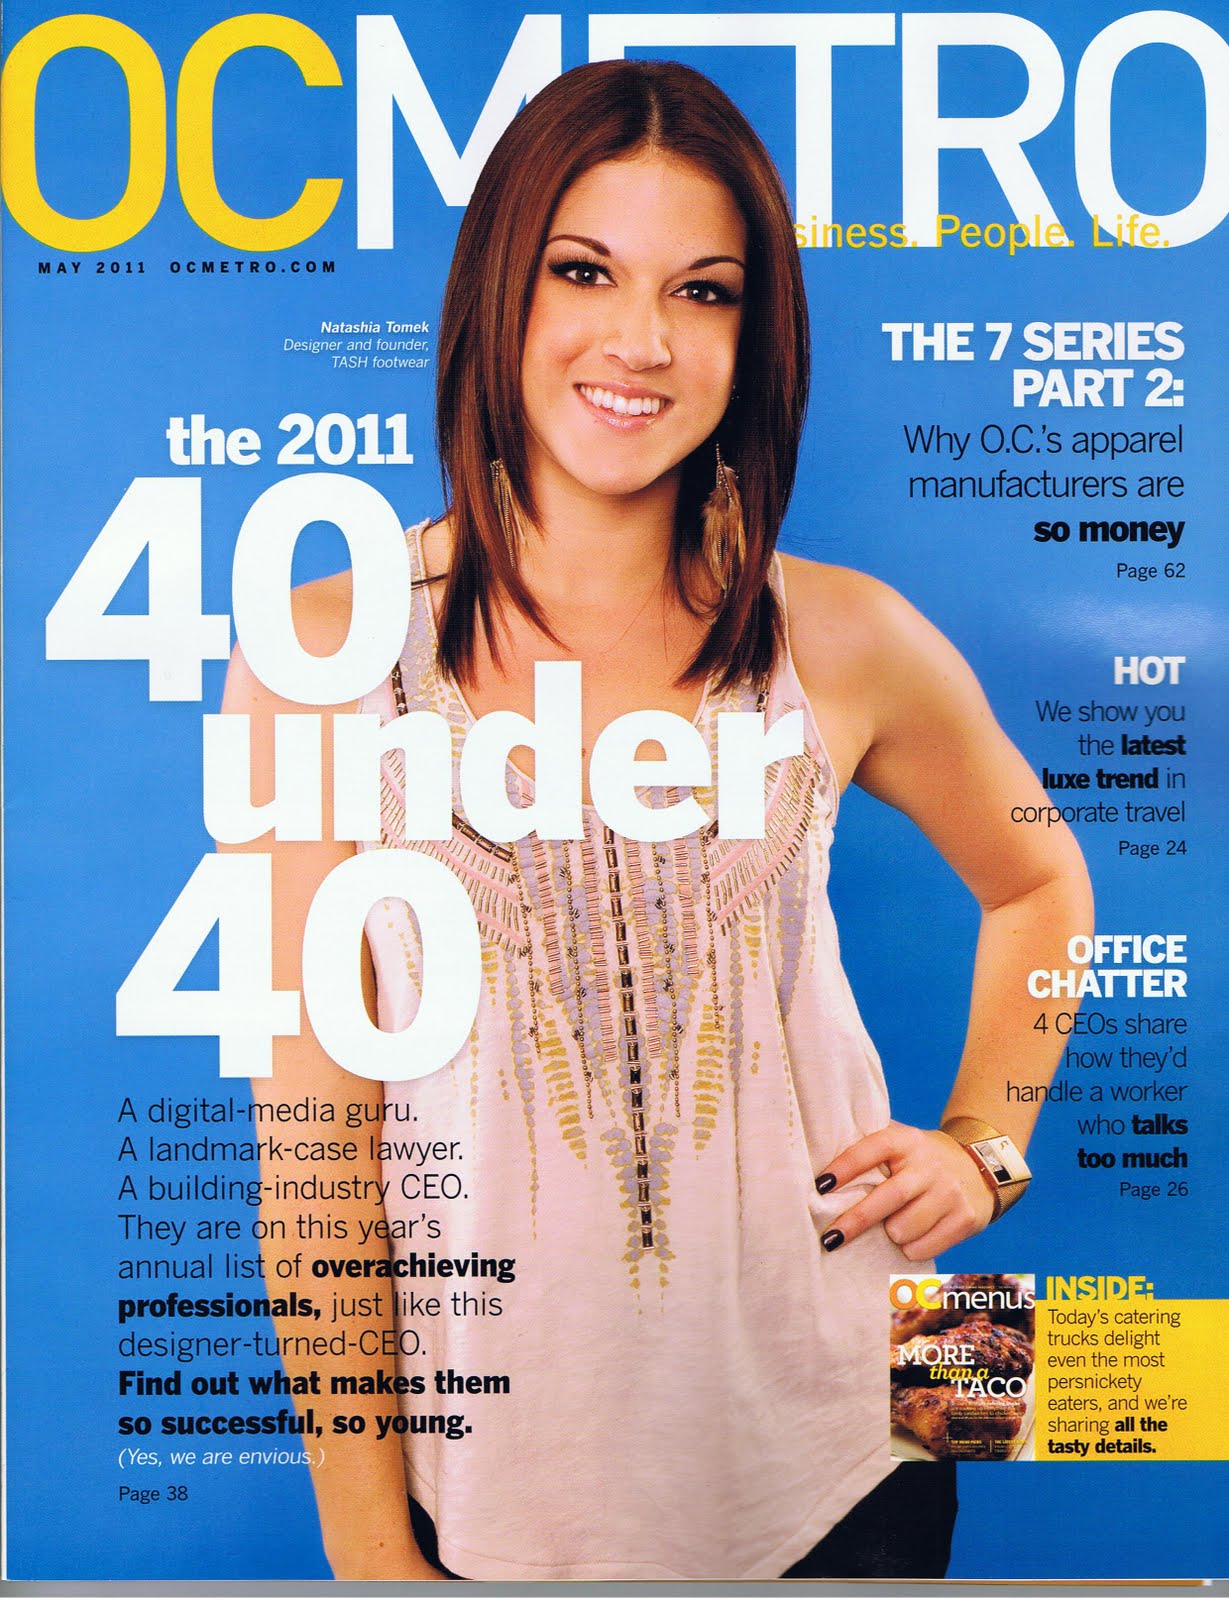 OCMETRO
siness. People. Life.
MAY 2011 OCMETRO.COM
Natashia Tomek
Designer and founder,
TASH footwear
the 2011
40
under
40
A digital-media guru.
A landmark-case lawyer.
A building-industry CEO.
They are on this year's
annual list of overachieving
professionals, just like this
designer-turned-CEO.
Find out what makes them
so successful, so young.
(Yes, we are envious.)
Page 38
THE 7 SERIES
PART 2:
Why O.C.'s apparel
manufacturers are
so money
Page 62
HOT
We show you
the latest
luxe trend in
corporate travel
Page 24
OFFICE
CHATTER
4 CEOs share
how they'd
handle a worker
who talks
too much
Page 26
OCmenus
MORE
than a
TACO
INSIDE:
Today's catering
trucks delight
even the most
persnickety
eaters, and we're
sharing all the
tasty details.